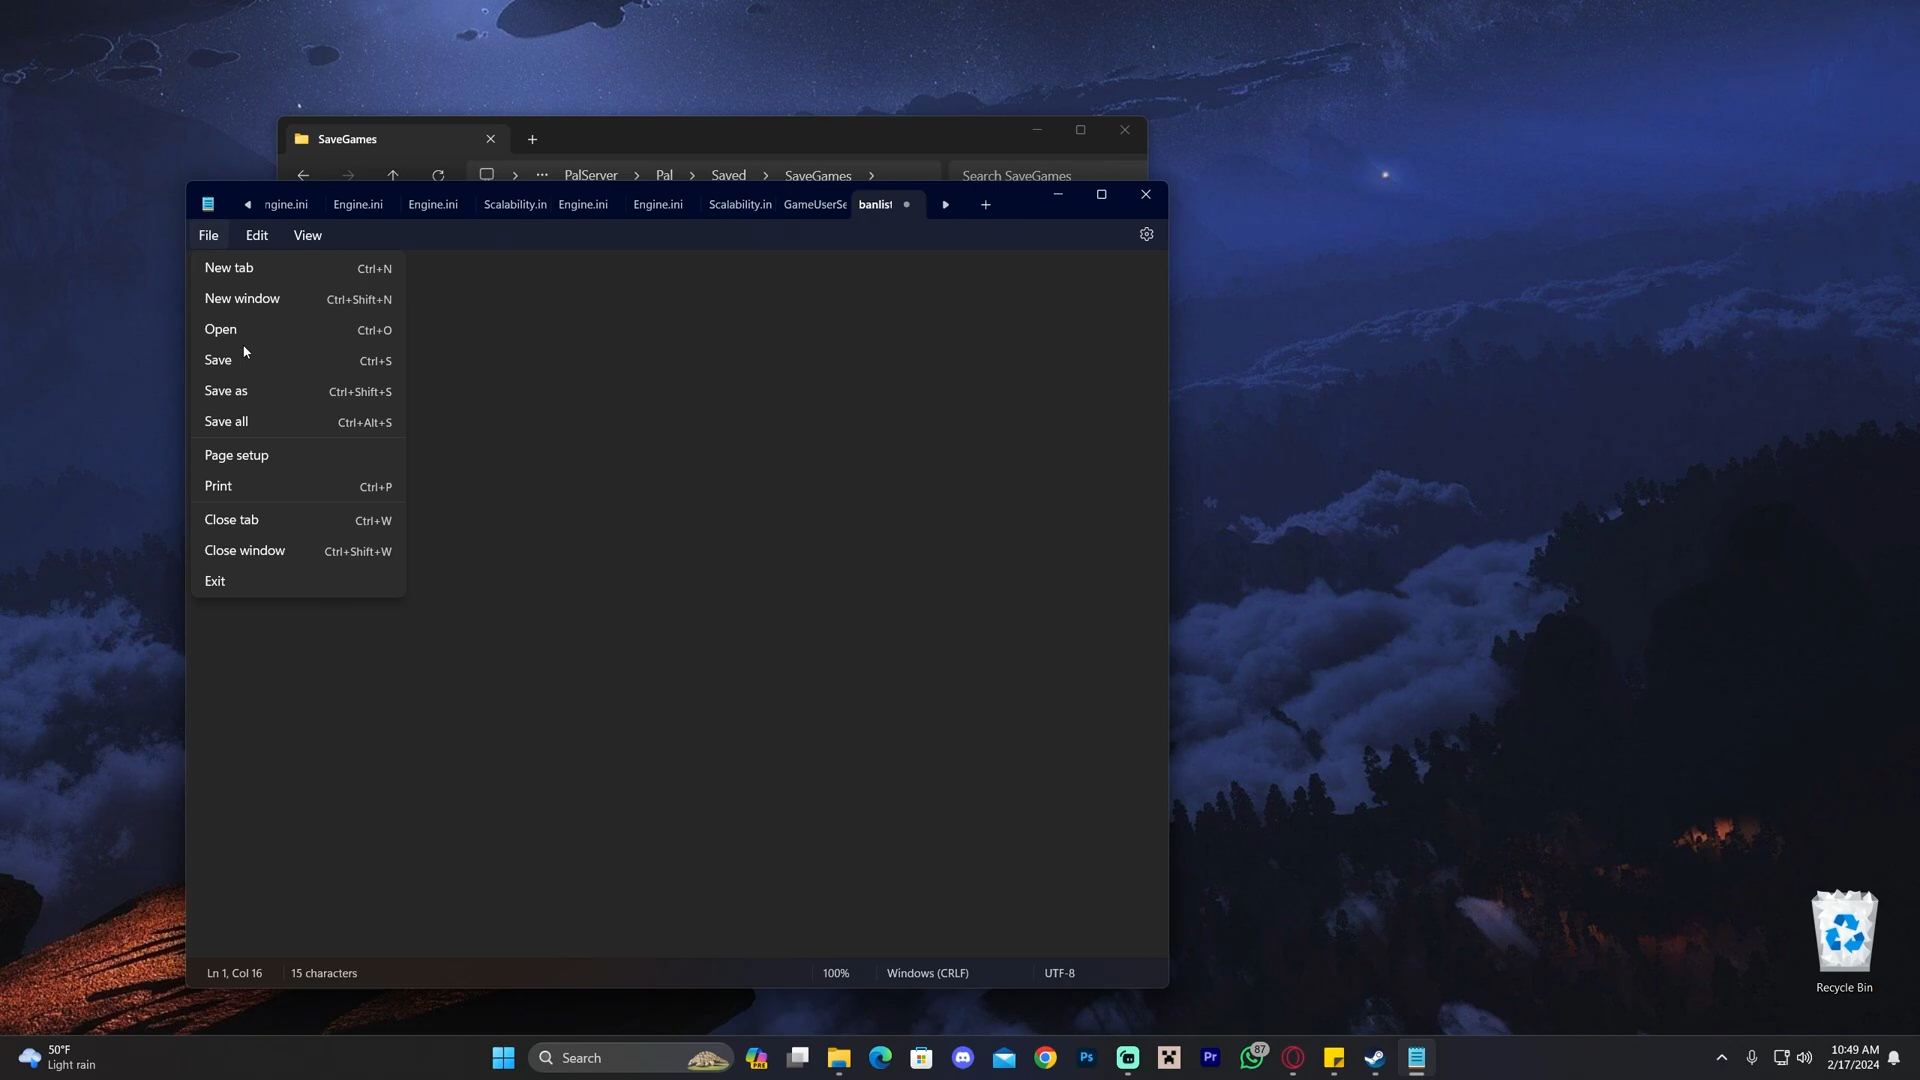 SaveGames
PalServer > Pal > Saved > SaveGames >
Search SaveGames
ngine.ini Engine.ini Engine.ini Scalability.in Engine.ini Engine.ini Scalability.in GameUserSe banlist
File Edit View
New tab Ctrl+N
New window Ctrl+Shift+N
Open Ctrl+O
Save Ctrl+S
Save as Ctrl+Shift+S
Save all Ctrl+Alt+S
Page setup
Print Ctrl+P
Close tab Ctrl+W
Close window Ctrl+Shift+W
Exit
Ln 1, Col 16 15 characters 100% Windows (CRLF) UTF-8
Recycle Bin
50°F
Light rain
Search
PRE
Ps
Pr
87
10:49 AM
2/17/2024